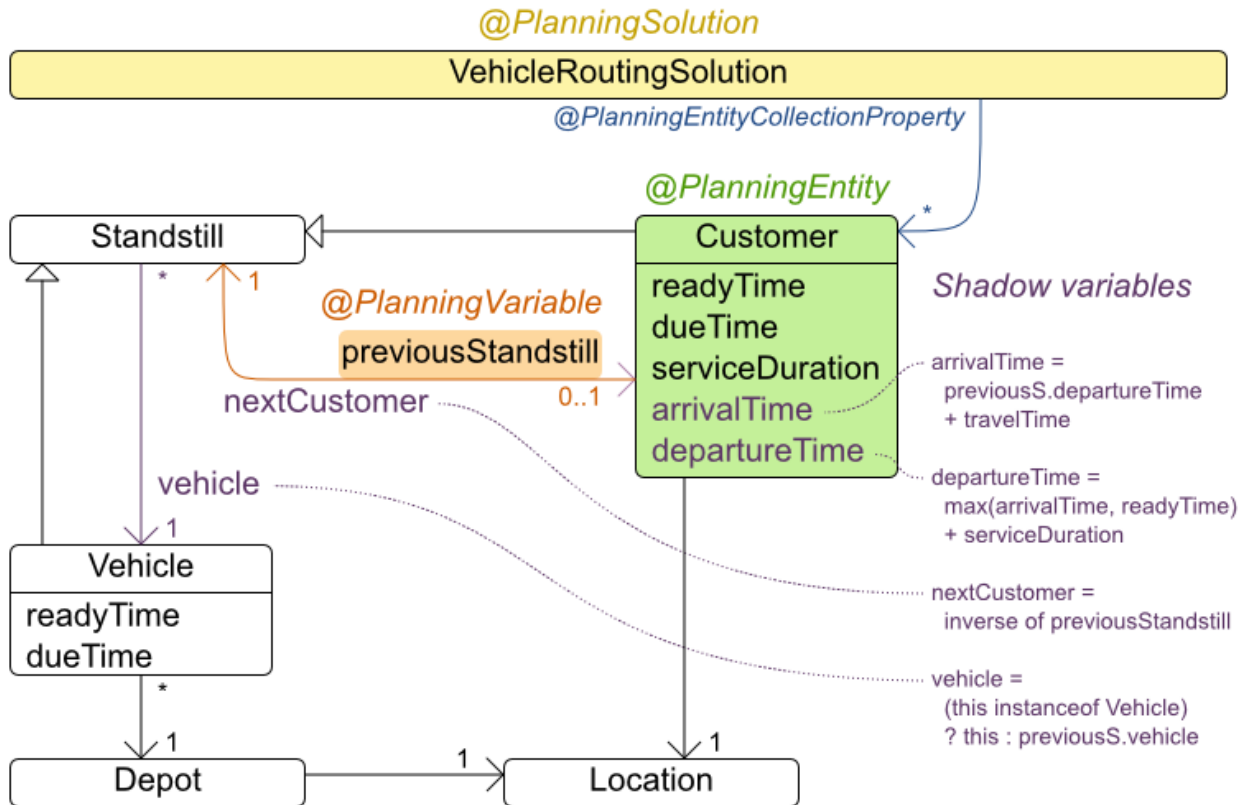 @PlanningSolution
VehicleRoutingSolution
@PlanningEntityCollectionProperty
@PlanningEntity
*
Standstill
Customer
*
1
readyTime
dueTime
serviceDuration
arrivalTime
departureTime
Shadow variables
@PlanningVariable
previousStandstill
0..1
nextCustomer
arrivalTime =
previousS.departureTime
+ travelTime
vehicle
1
departureTime =
max(arrivalTime, readyTime)
+ serviceDuration
Vehicle
readyTime
dueTime
nextCustomer =
inverse of previousStandstill
*
1
vehicle =
(this instanceof Vehicle)
? this : previousS.vehicle
1
1
Depot
Location